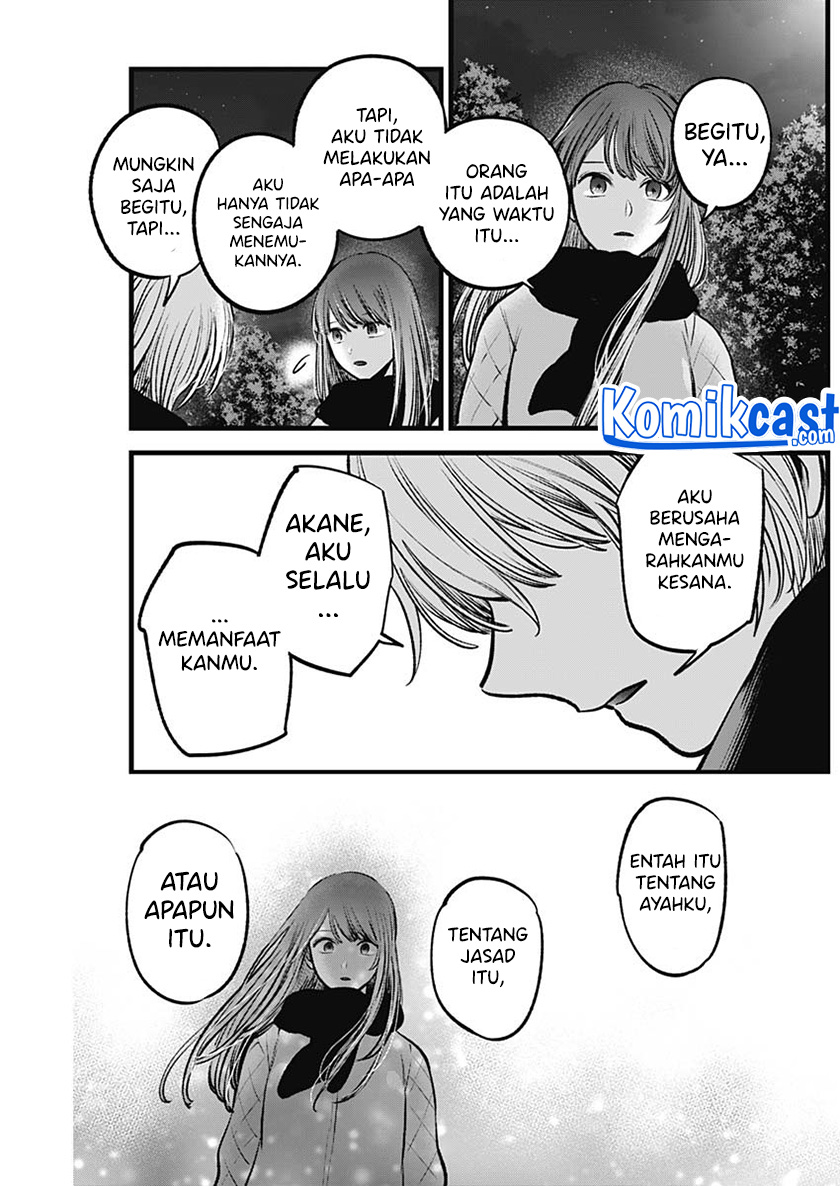 BEGITU,
YA...
ORANG
ITU ADALAH
YANG WAKTU
ITU...
TAPI,
AKU TIDAK
MELAKUKAN
APA-APA
AKU
HANYA TIDAK
SENGAJA
MENEMU-
KANNYA.
MUNGKIN
SAJA
BEGITU,
TAPI...
Komikcast
.com
AKU
BERUSAHA
MENGA-
RAHKANMU
KESANA.
AKANE,
AKU
SELALU
...
...
MEMANFAAT
KANMU.
ENTAH ITU
TENTANG
AYAHKU,
TENTANG
JASAD
ITU,
ATAU
APAPUN
ITU.